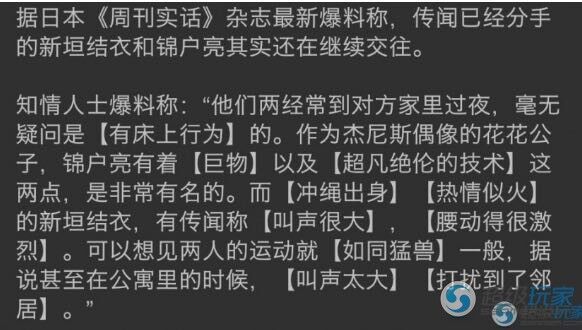 据日本《周刊实话》杂志最新爆料称，传闻已经分手
的新垣结衣和锦户亮其实还在继续交往。
知情人士爆料称：“他们两经常到对方家里过夜，毫无
疑问是【有床上行为】的。作为杰尼斯偶像的花花公
子，锦户亮有着【巨物】以及【超凡绝伦的技术】这
两点，是非常有名的。而【冲绳出身】【热情似火】
的新垣结衣，有传闻称【叫声很大】，【腰动得很激
烈】。可以想见两人的运动就【如同猛兽】一般，据
说甚至在公寓里的时候，【叫声太大】【打扰到了邻
居】。”
超级玩家